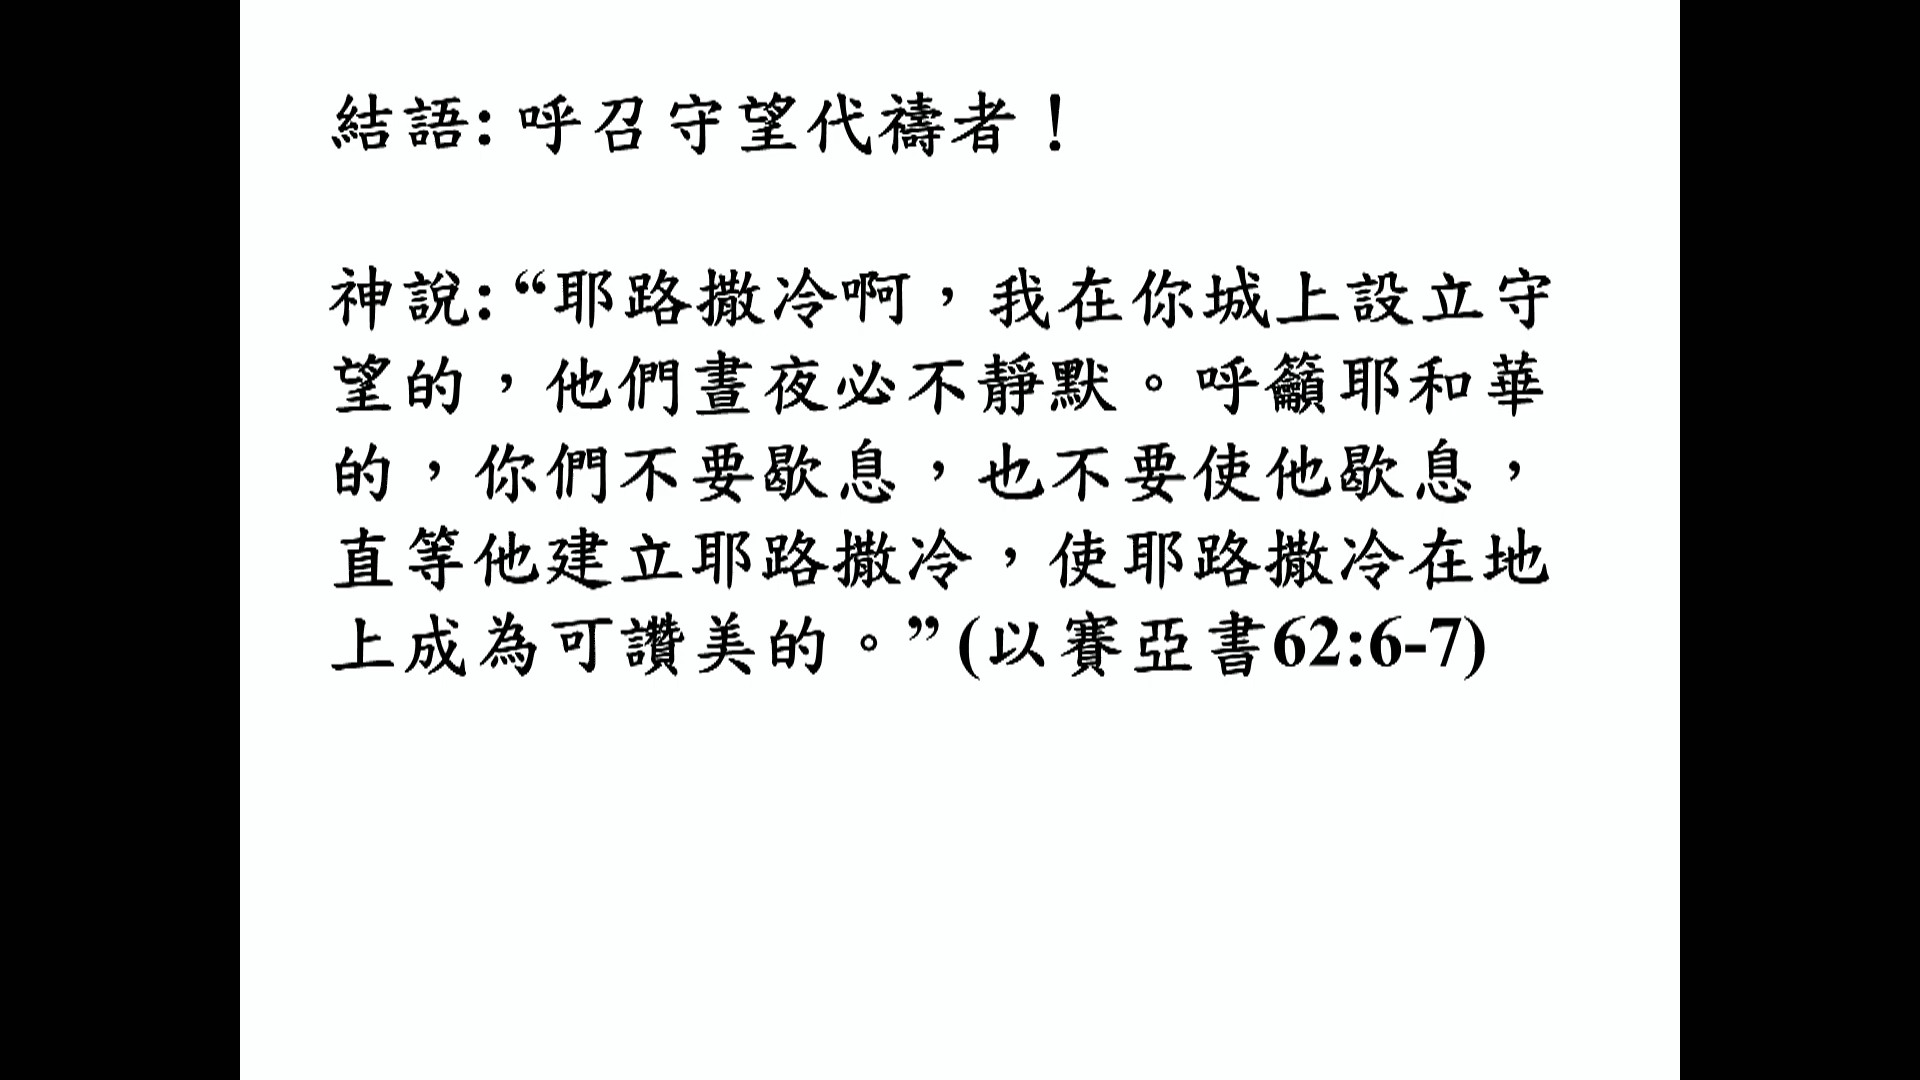 結語: 呼召守望代禱者！
神說: “耶路撒冷啊，我在你城上設立守
望的，他們晝夜必不靜默。呼籲耶和華
的，你們不要歇息，也不要使他歇息，
直等他建立耶路撒冷，使耶路撒冷在地
上成為可讚美的。” (以賽亞書62:6-7)